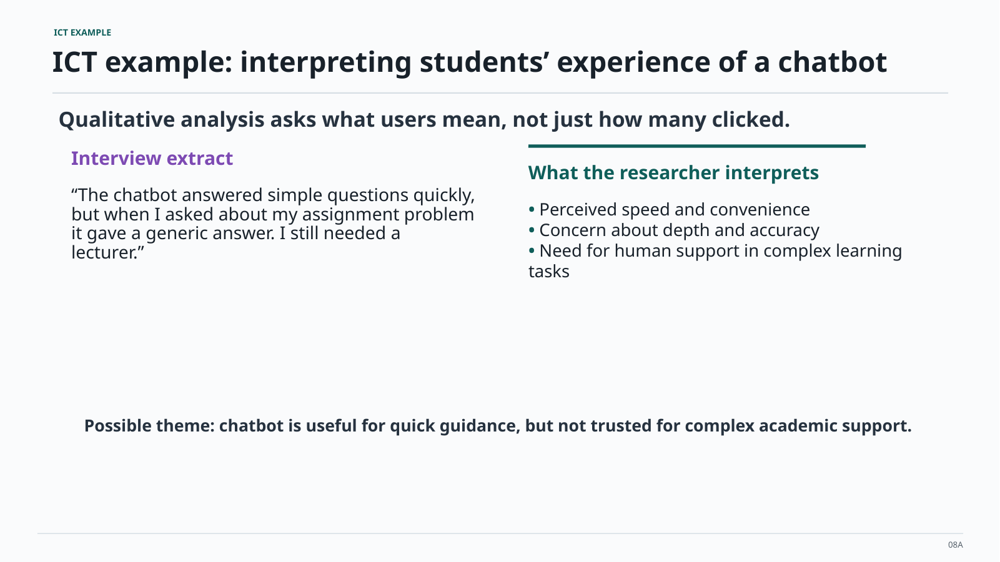 ICT EXAMPLE
ICT example: interpreting students’ experience of a chatbot
Qualitative analysis asks what users mean, not just how many clicked.
Interview extract
“The chatbot answered simple questions quickly,
but when I asked about my assignment problem
it gave a generic answer. I still needed a
lecturer.”
What the researcher interprets
• Perceived speed and convenience
• Concern about depth and accuracy
• Need for human support in complex learning
tasks
Possible theme: chatbot is useful for quick guidance, but not trusted for complex academic support.
08A